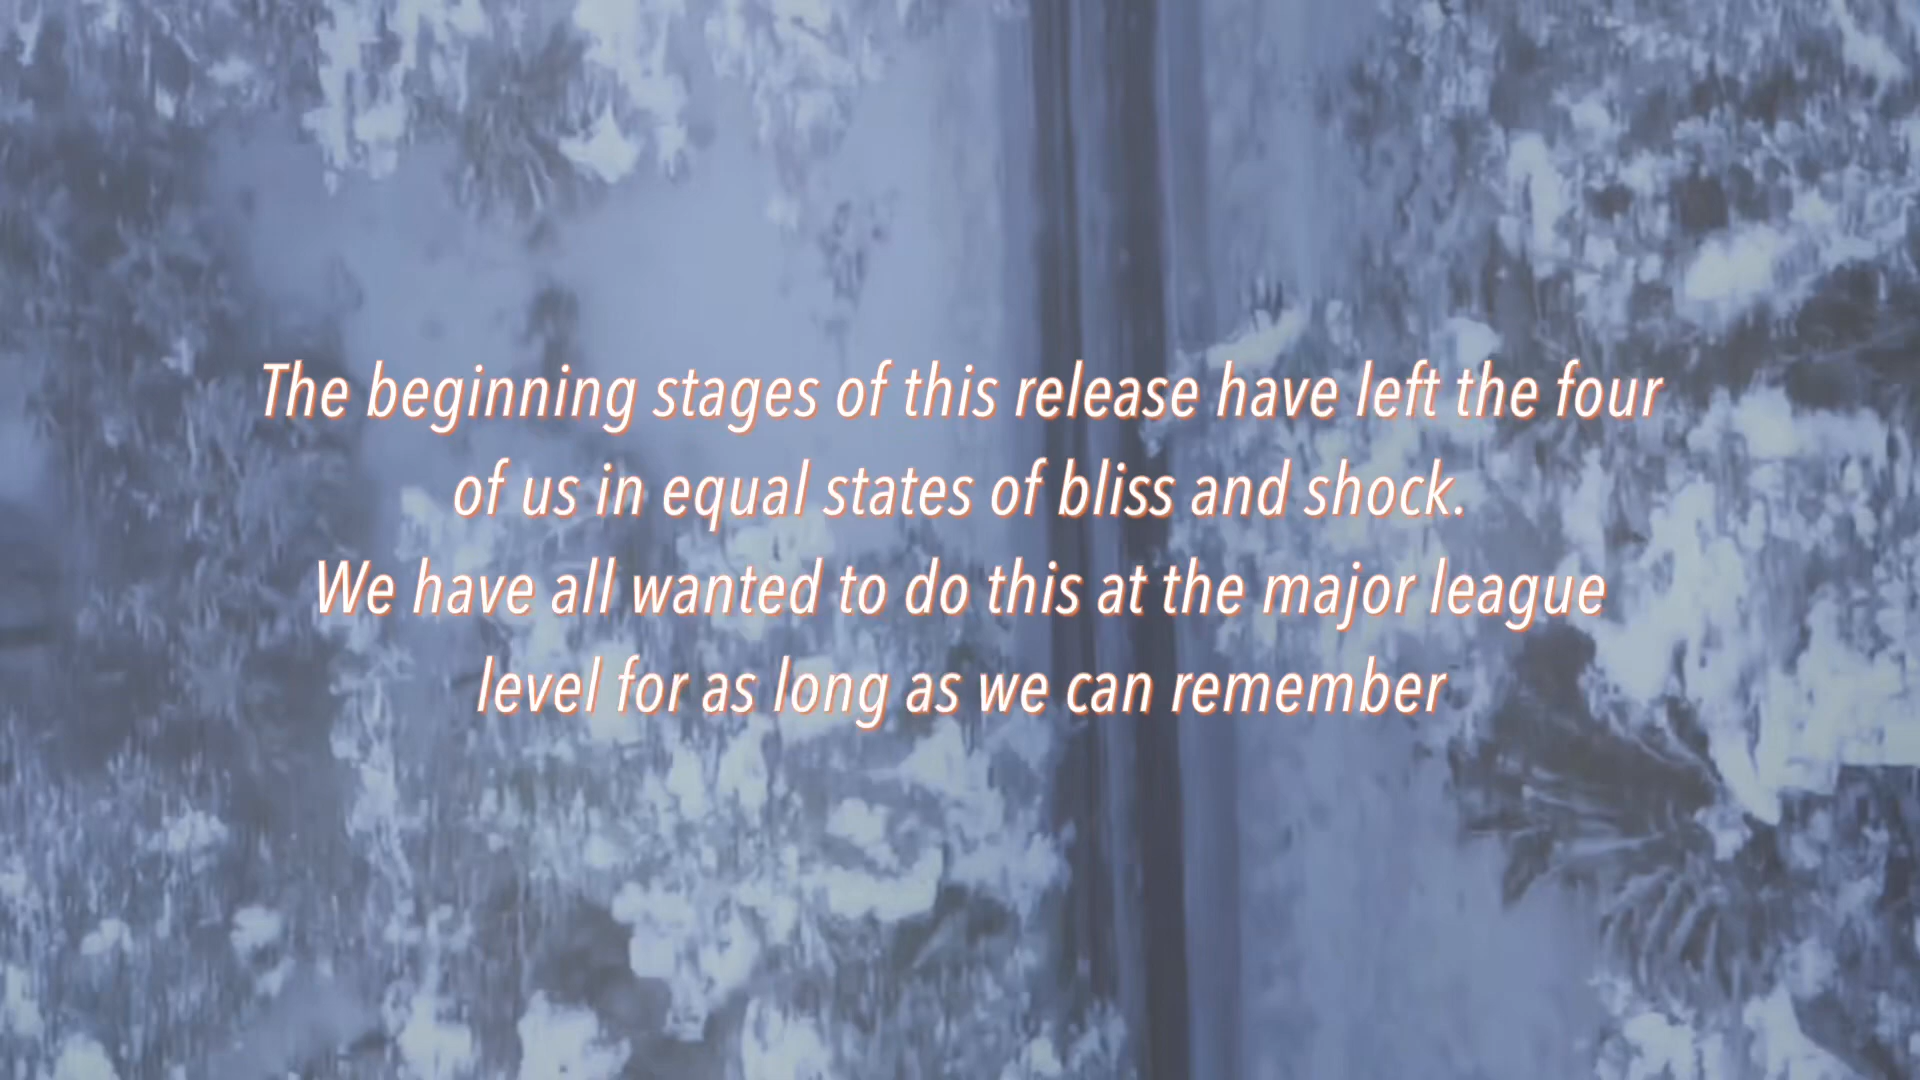 The beginning stages of this release have left the four
of us in equal states of bliss and shock.
We have all wanted to do this at the major league
level for as long as we can remember